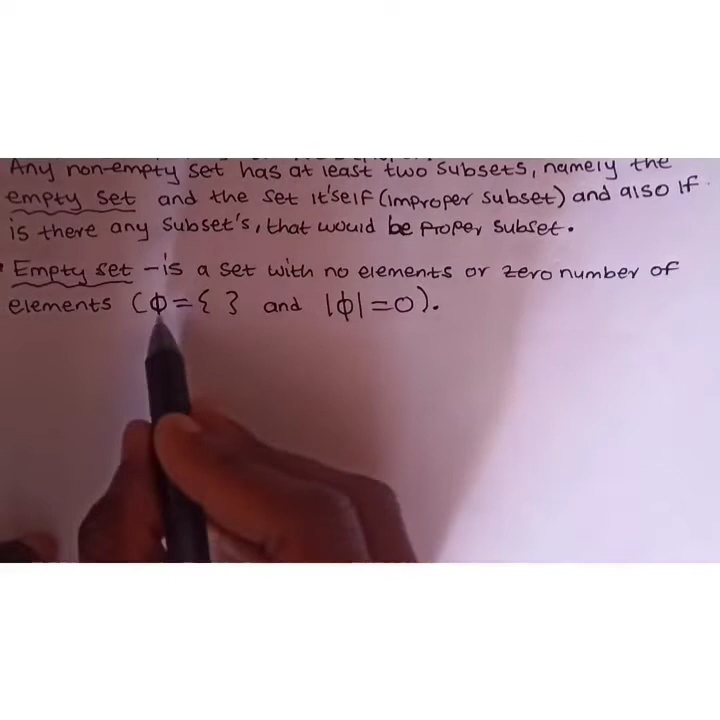 Any non-empty set has at least two subsets, namely the
empty set and the set it'self (improper subset) and also if
is there any subset's, that would be proper subset.
Empty set - is a set with no elements or zero number of
elements (Φ = { } and |Φ| = 0).